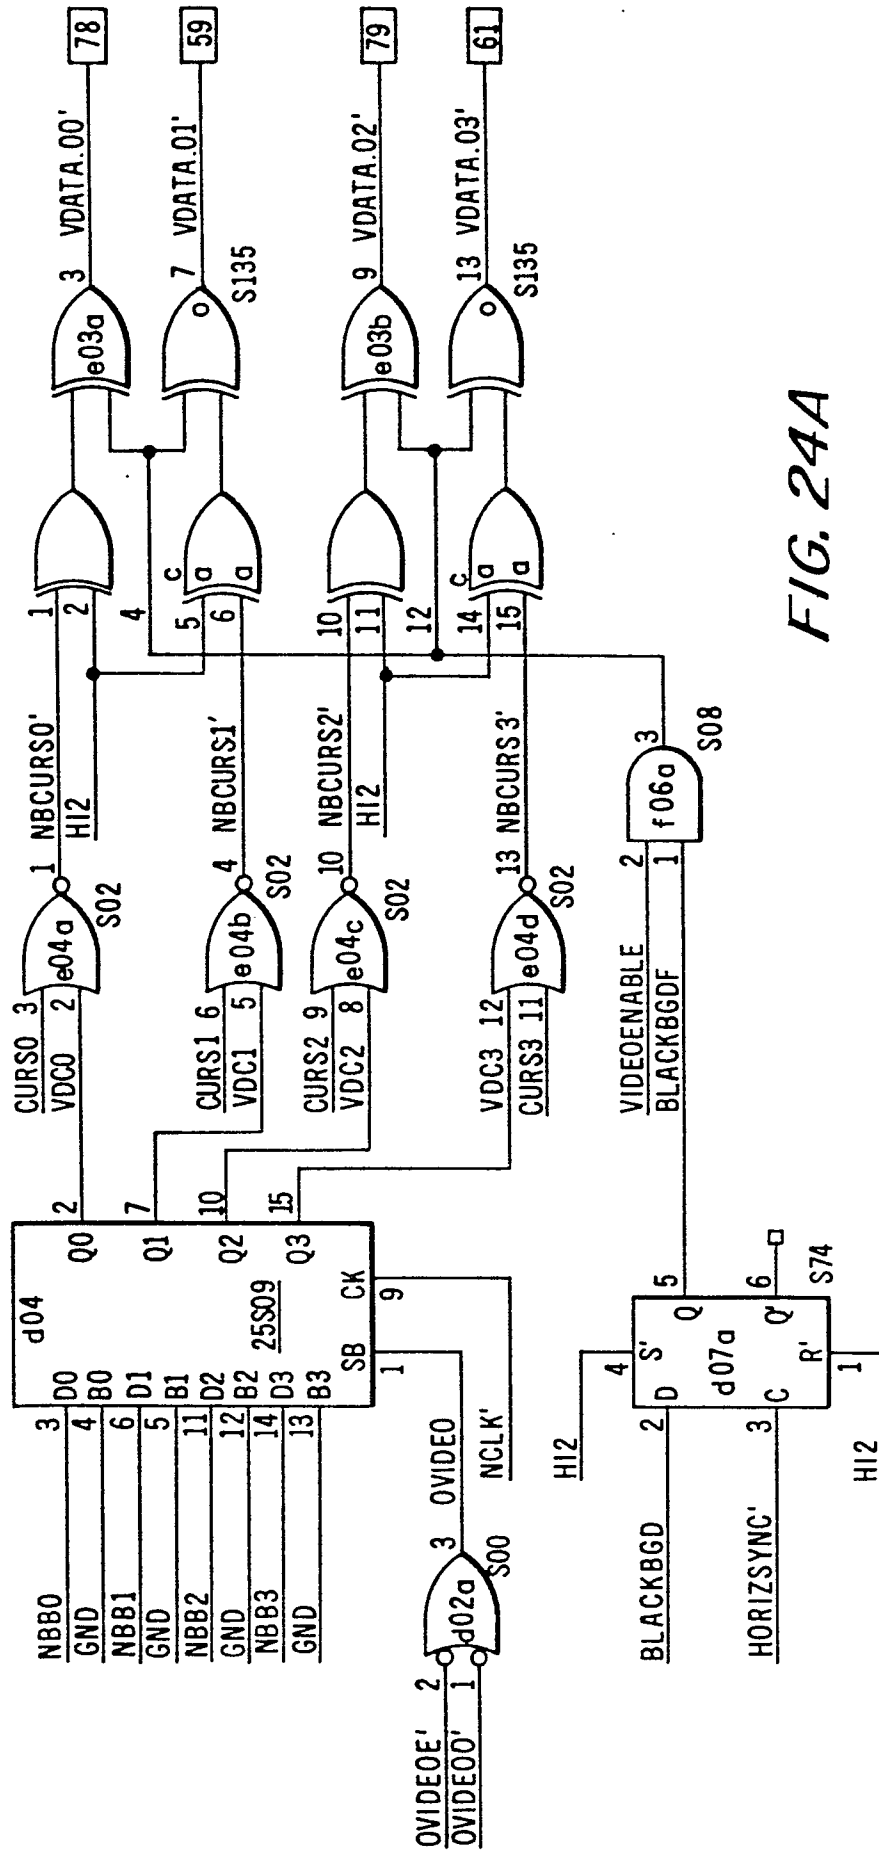 NBB0 3 D0
GND 4 B0
NBB1 6 D1
GND 5 B1
NBB2 11 D2
GND 12 B2
NBB3 14 D3
GND 13 B3
d04
25S09
Q0 2
Q1 7
Q2 10
Q3 15
SB 1
CK 9
OVIDEOE' 2
OVIDEOO' 1
d02a
3 OVIDEO
S00
NCLK'
CURS0 3
VDC0 2
e04a
1 NBCURS0'
S02
HI2
CURS1 6
VDC1 5
e04b
4 NBCURS1'
S02
CURS2 9
VDC2 8
e04c
10 NBCURS2'
S02
HI2
VDC3 12
CURS3 11
e04d
13 NBCURS3'
S02
1
2
4
5
6
c
a
a
10
11
12
14
15
c
a
a
e03a
3 VDATA.00'
78
7 VDATA.01'
59
S135
e03b
9 VDATA.02'
79
13 VDATA.03'
61
S135
HI2
4
S'
BLACKBGD 2 D
d07a
Q 5
HORIZSYNC' 3 C
Q' 6
R'
1
S74
HI2
VIDEOENABLE 2
BLACKBGDF 1
f06a
3
S08
FIG. 24A